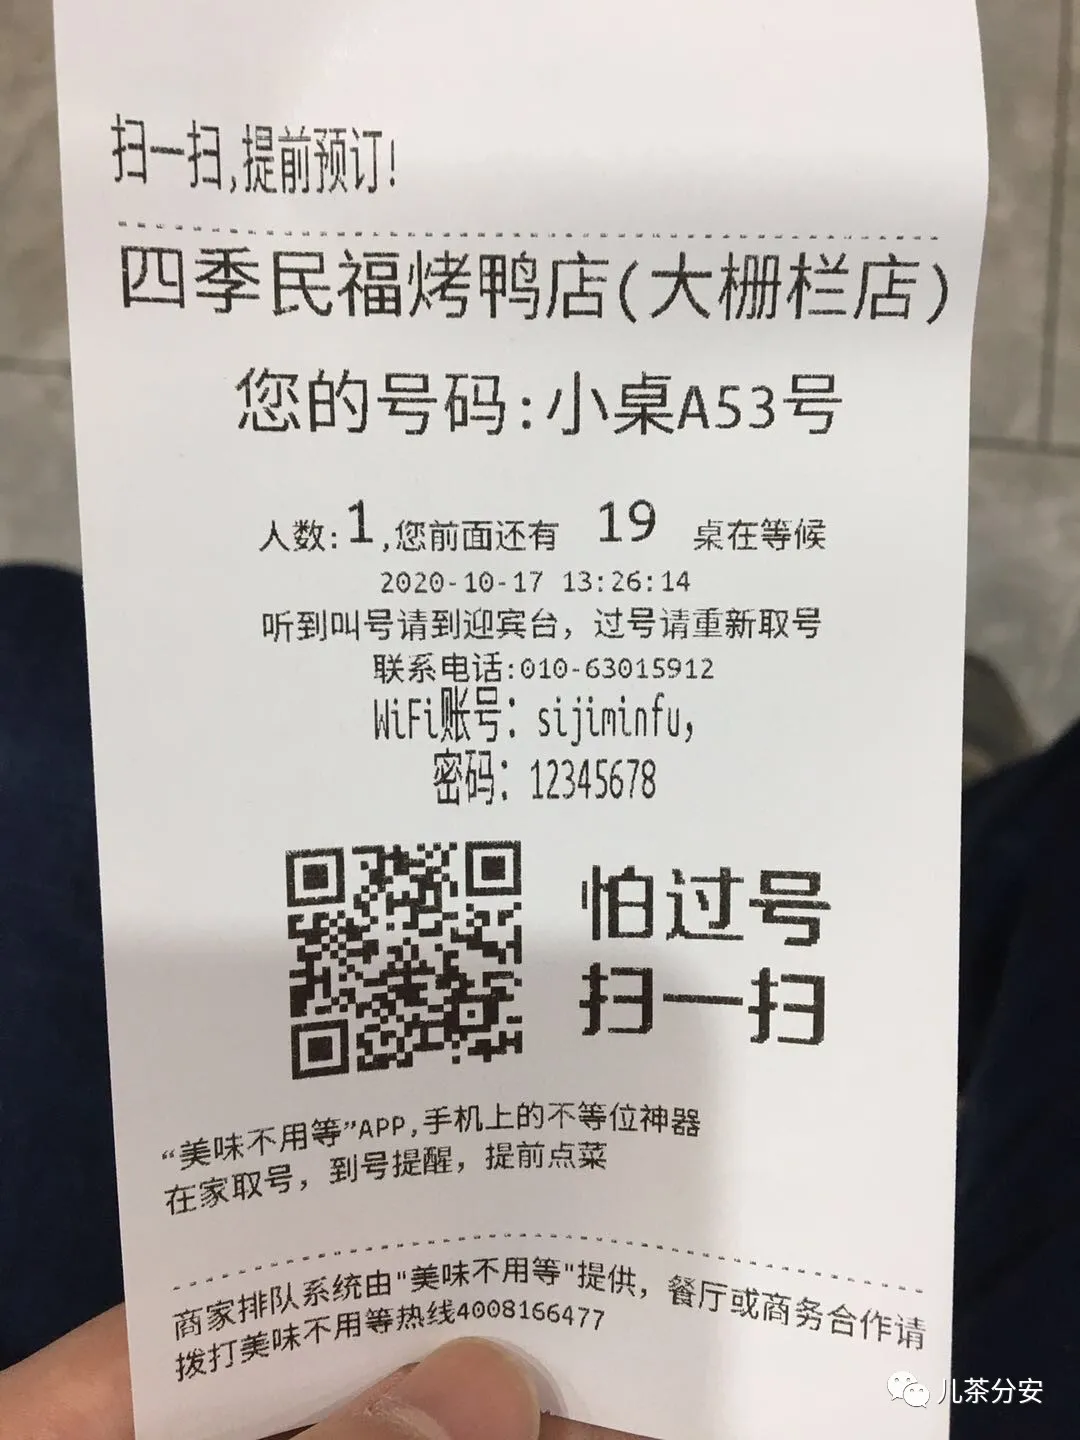 扫一扫,提前预订!
四季民福烤鸭店(大栅栏店)
您的号码:小桌A53号
人数:1,您前面还有 19 桌在等候
2020-10-17 13:26:14
听到叫号请到迎宾台，过号请重新取号
联系电话:010-63015912
WiFi账号：sijiminfu，
密码：12345678
怕过号
扫一扫
“美味不用等”APP,手机上的不等位神器
在家取号，到号提醒，提前点菜
商家排队系统由"美味不用等"提供，餐厅或商务合作请
拨打美味不用等热线4008166477
儿茶分安